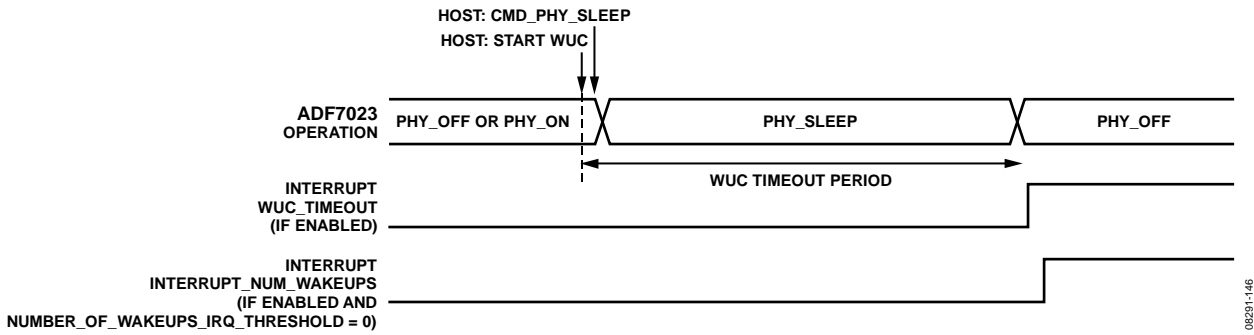 HOST: CMD_PHY_SLEEP
HOST: START WUC
ADF7023
OPERATION
PHY_OFF OR PHY_ON
PHY_SLEEP
PHY_OFF
WUC TIMEOUT PERIOD
INTERRUPT
WUC_TIMEOUT
(IF ENABLED)
INTERRUPT
INTERRUPT_NUM_WAKEUPS
(IF ENABLED AND
NUMBER_OF_WAKEUPS_IRQ_THRESHOLD = 0)
08291-146